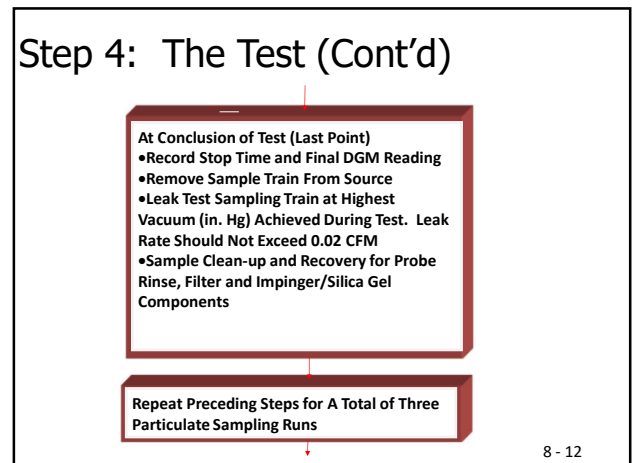 Step 4:  The Test (Cont’d)
At Conclusion of Test (Last Point)
•Record Stop Time and Final DGM Reading
•Remove Sample Train From Source
•Leak Test Sampling Train at Highest
Vacuum (in. Hg) Achieved During Test.  Leak
Rate Should Not Exceed 0.02 CFM
•Sample Clean-up and Recovery for Probe
Rinse, Filter and Impinger/Silica Gel
Components
Repeat Preceding Steps for A Total of Three
Particulate Sampling Runs
8 - 12